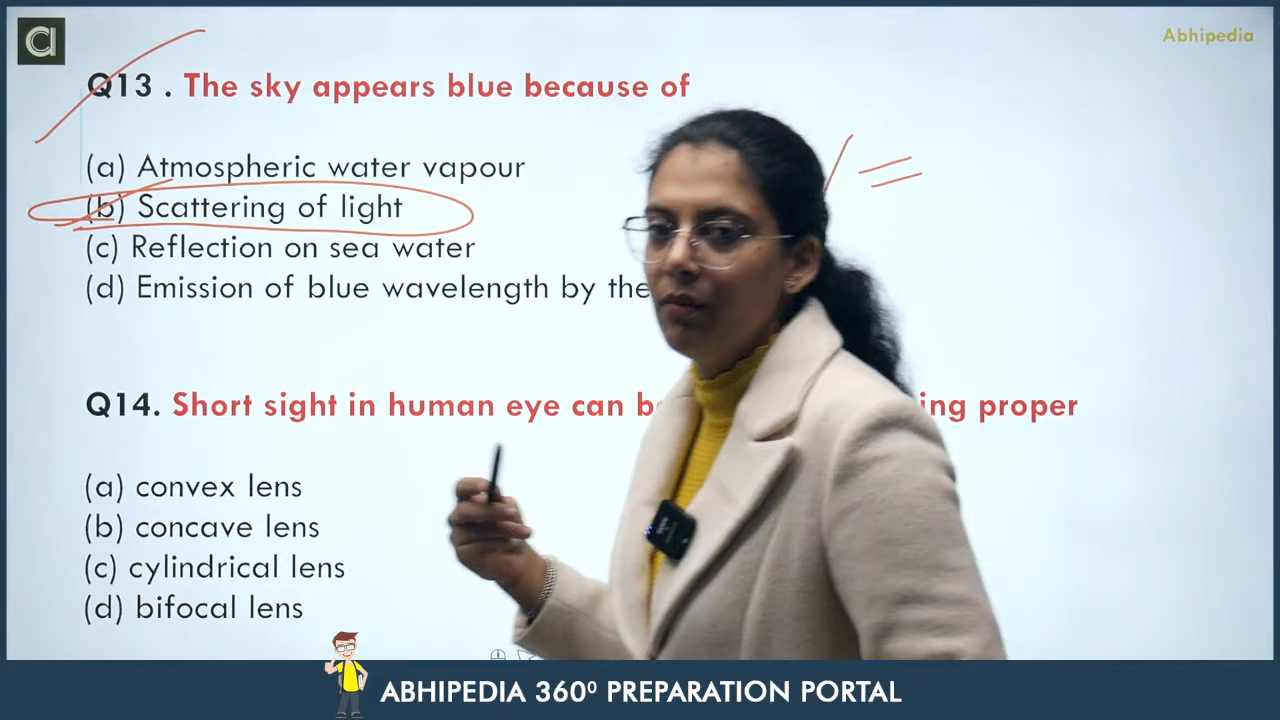 Abhipedia
Q13 . The sky appears blue because of
(a) Atmospheric water vapour
(b) Scattering of light
(c) Reflection on sea water
(d) Emission of blue wavelength by the
Q14. Short sight in human eye can ing proper
(a) convex lens
(b) concave lens
(c) cylindrical lens
(d) bifocal lens
ABHIPEDIA 360⁰ PREPARATION PORTAL